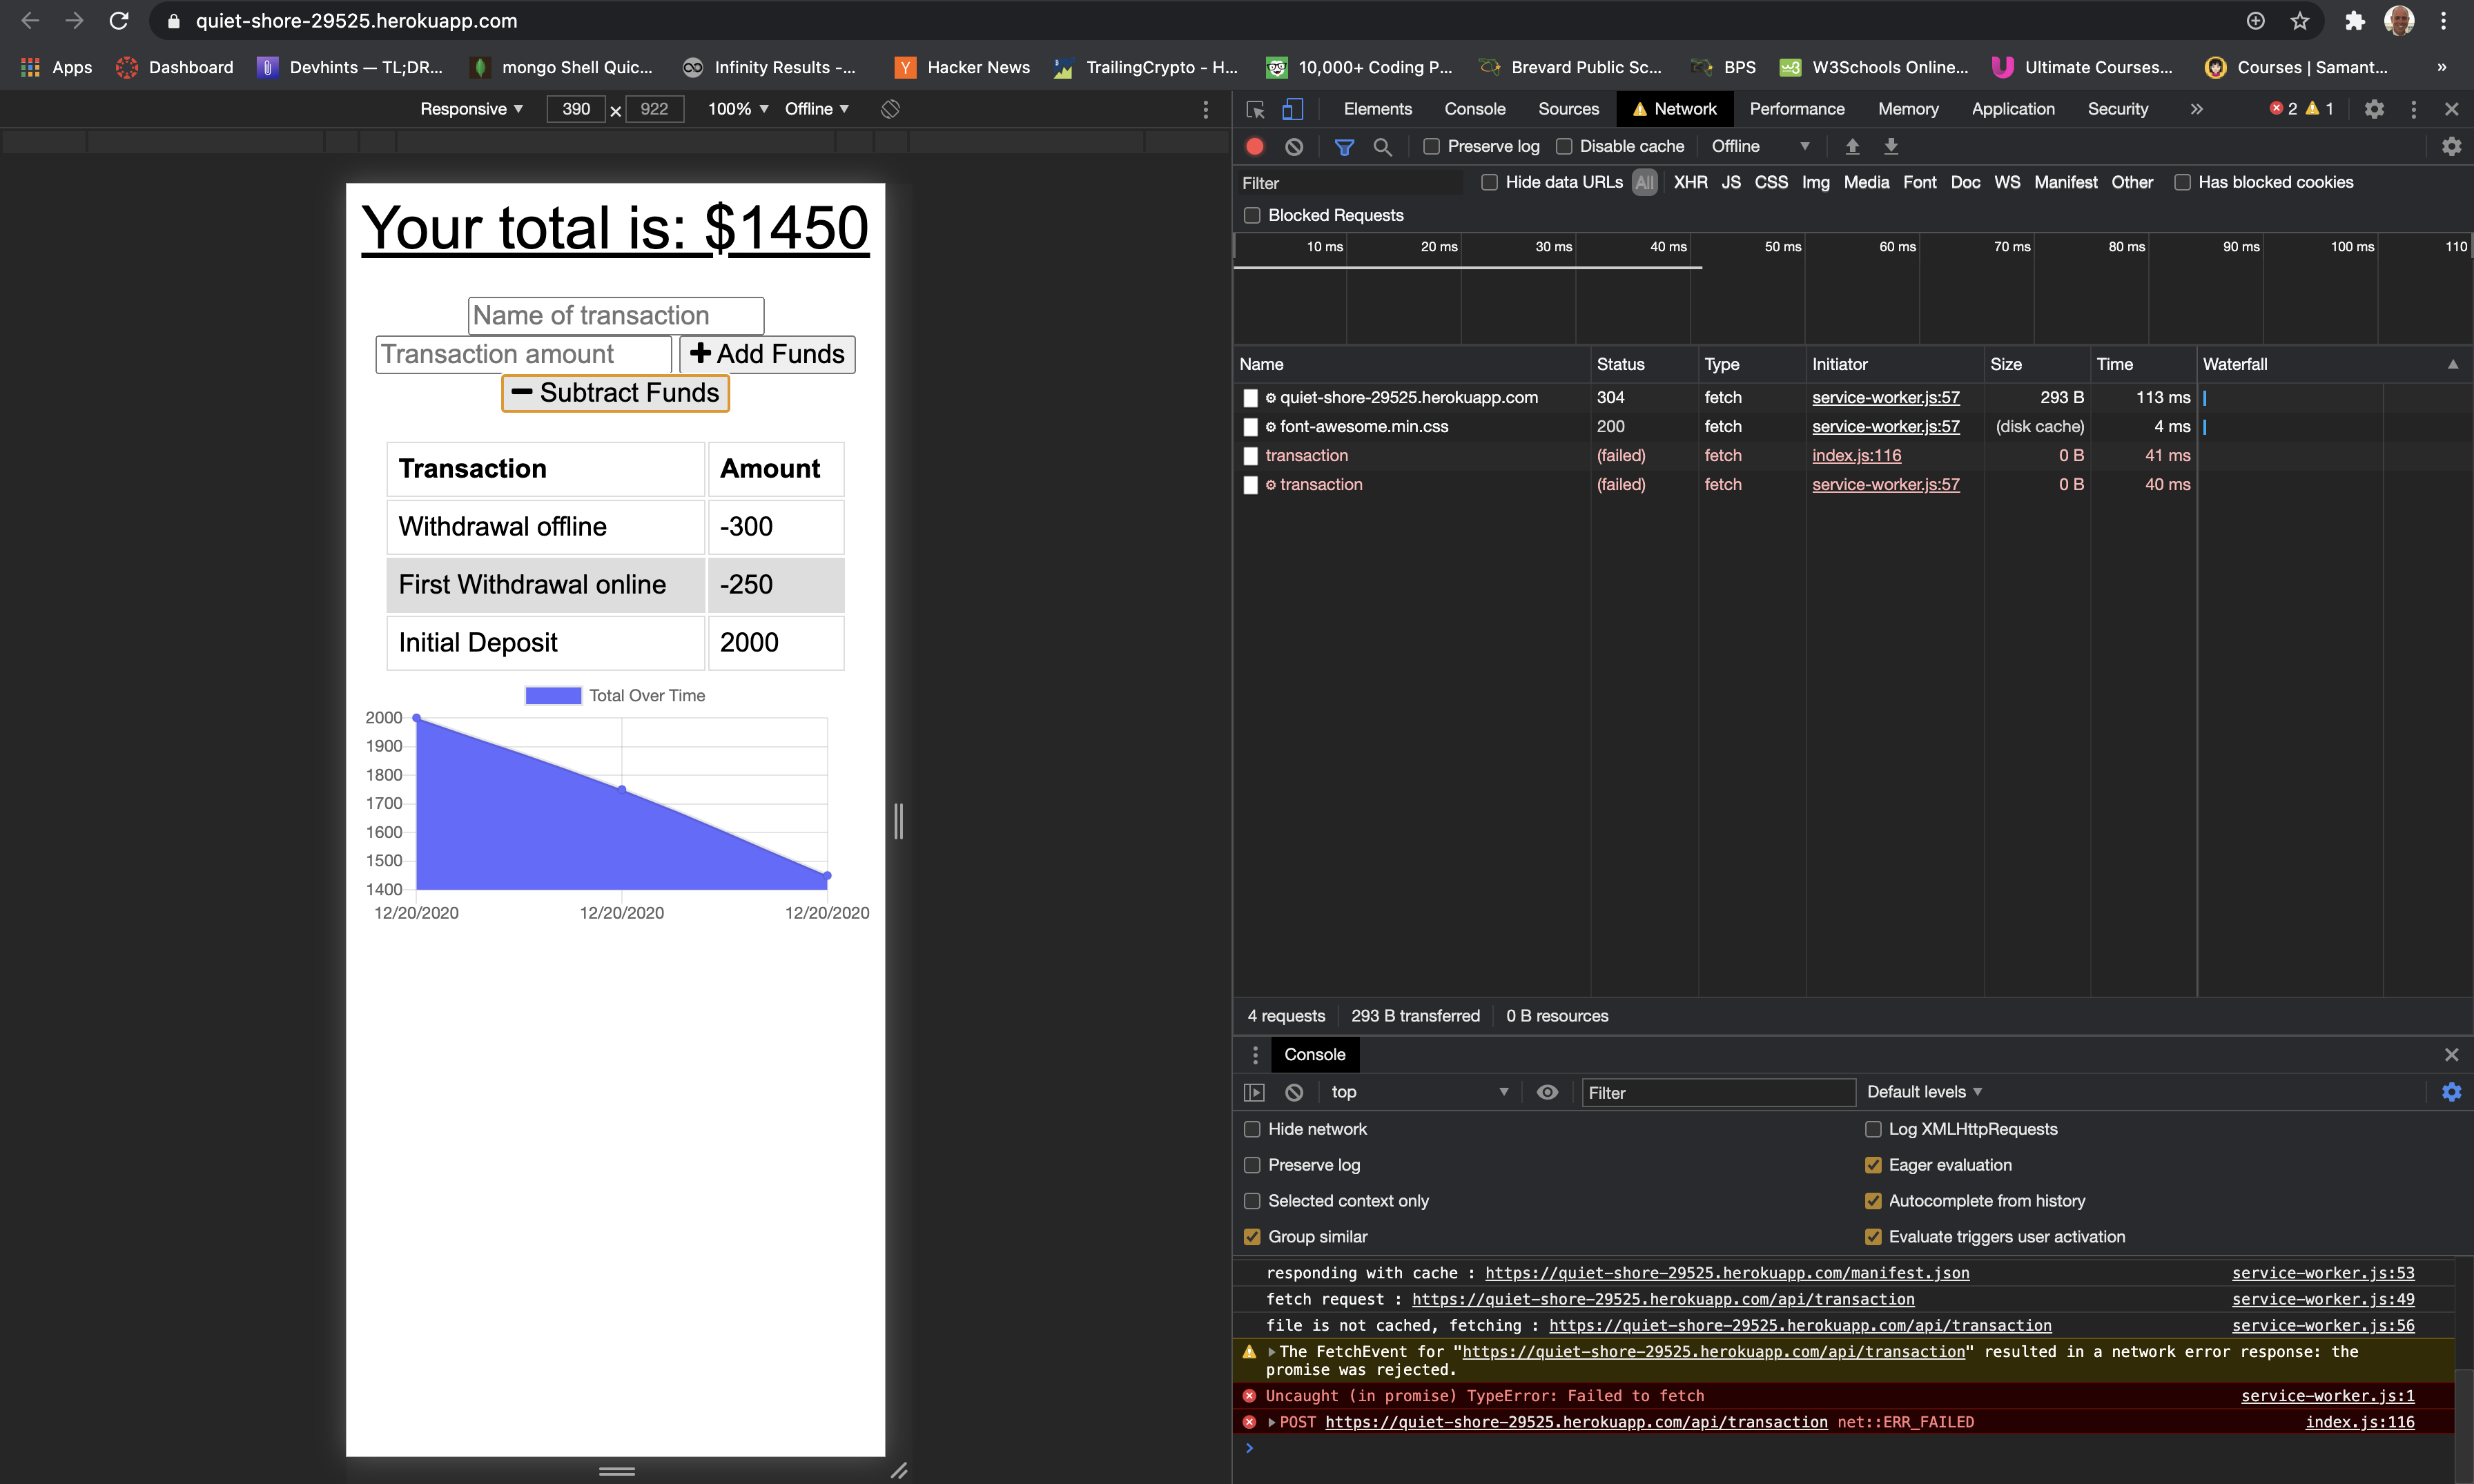 quiet-shore-29525.herokuapp.com
Apps Dashboard Devhints — TL;DR... mongo Shell Quic... Infinity Results -... Hacker News TrailingCrypto - H... 10,000+ Coding P... Brevard Public Sc... BPS W3Schools Online... Ultimate Courses... Courses | Samant... »
Responsive ▼ 390 × 922 100% ▼ Offline ▼
Elements Console Sources Network Performance Memory Application Security » 2 1
Preserve log Disable cache Offline ▼
Filter Hide data URLs All XHR JS CSS Img Media Font Doc WS Manifest Other Has blocked cookies
Blocked Requests
10 ms 20 ms 30 ms 40 ms 50 ms 60 ms 70 ms 80 ms 90 ms 100 ms 110
Name Status Type Initiator Size Time Waterfall
quiet-shore-29525.herokuapp.com 304 fetch service-worker.js:57 293 B 113 ms
font-awesome.min.css 200 fetch service-worker.js:57 (disk cache) 4 ms
transaction (failed) fetch index.js:116 0 B 41 ms
transaction (failed) fetch service-worker.js:57 0 B 40 ms
4 requests 293 B transferred 0 B resources
Your total is: $1450
Name of transaction
Transaction amount + Add Funds
− Subtract Funds
Transaction Amount
Withdrawal offline -300
First Withdrawal online -250
Initial Deposit 2000
Total Over Time
2000
1900
1800
1700
1600
1500
1400
12/20/2020 12/20/2020 12/20/2020
Console
top ▼ Filter Default levels ▼
Hide network Log XMLHttpRequests
Preserve log Eager evaluation
Selected context only Autocomplete from history
Group similar Evaluate triggers user activation
responding with cache : https://quiet-shore-29525.herokuapp.com/manifest.json service-worker.js:53
fetch request : https://quiet-shore-29525.herokuapp.com/api/transaction service-worker.js:49
file is not cached, fetching : https://quiet-shore-29525.herokuapp.com/api/transaction service-worker.js:56
The FetchEvent for "https://quiet-shore-29525.herokuapp.com/api/transaction" resulted in a network error response: the
promise was rejected.
Uncaught (in promise) TypeError: Failed to fetch service-worker.js:1
POST https://quiet-shore-29525.herokuapp.com/api/transaction net::ERR_FAILED index.js:116